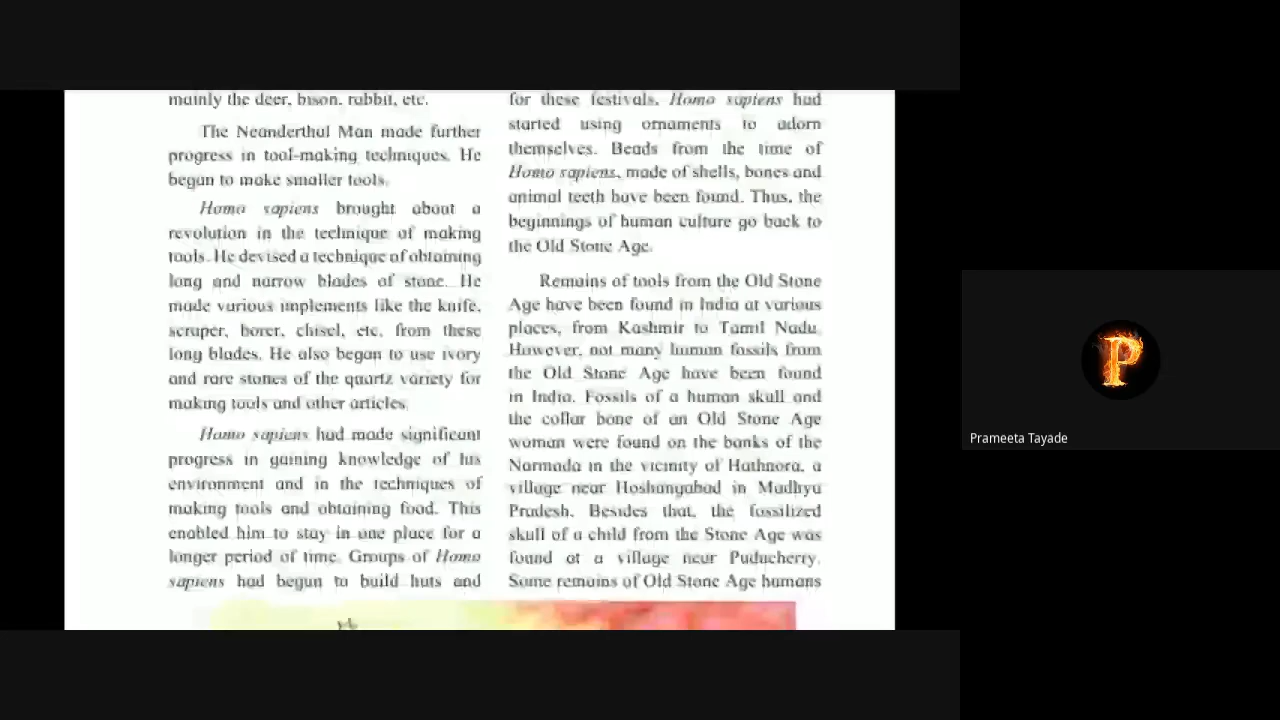 mainly the deer, bison, rabbit, etc.
The Neanderthal Man made further
progress in tool-making techniques. He
began to make smaller tools.
Homo sapiens brought about a
revolution in the technique of making
tools. He devised a technique of obtaining
long and narrow blades of stone. He
made various implements like the knife,
scraper, borer, chisel, etc. from these
long blades. He also began to use ivory
and rare stones of the quartz variety for
making tools and other articles.
Homo sapiens had made significant
progress in gaining knowledge of his
environment and in the techniques of
making tools and obtaining food. This
enabled him to stay in one place for a
longer period of time. Groups of Homo
sapiens had begun to build huts and
for these festivals. Homo sapiens had
started using ornaments to adorn
themselves. Beads from the time of
Homo sapiens, made of shells, bones and
animal teeth have been found. Thus, the
beginnings of human culture go back to
the Old Stone Age.
Remains of tools from the Old Stone
Age have been found in India at various
places, from Kashmir to Tamil Nadu.
However, not many human fossils from
the Old Stone Age have been found
in India. Fossils of a human skull and
the collar bone of an Old Stone Age
woman were found on the banks of the
Narmada in the vicinity of Hathnora, a
village near Hoshangabad in Madhya
Pradesh. Besides that, the fossilized
skull of a child from the Stone Age was
found at a village near Puducherry.
Some remains of Old Stone Age humans
P
Prameeta Tayade